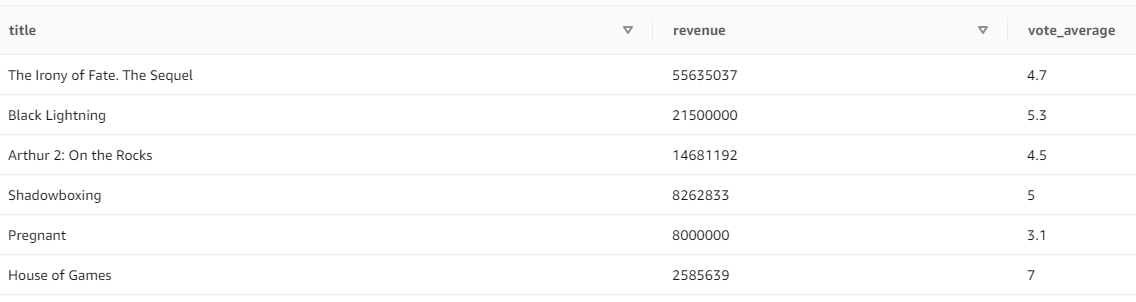 title revenue vote_average
The Irony of Fate. The Sequel 55635037 4.7
Black Lightning 21500000 5.3
Arthur 2: On the Rocks 14681192 4.5
Shadowboxing 8262833 5
Pregnant 8000000 3.1
House of Games 2585639 7